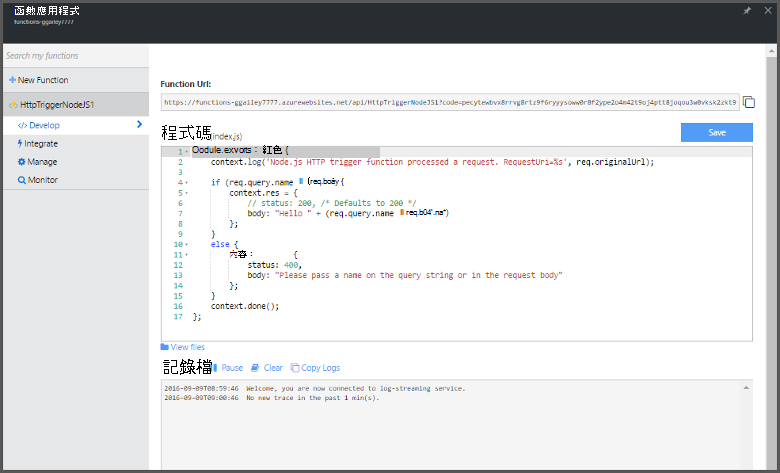 函數應用程式
functions-ggailey7777
Search my functions
New Function
HttpTriggerNodeJS1
</> Develop
Integrate
Manage
Monitor
Function Url:
https://functions-ggailey7777.azurewebsites.net/api/HttpTriggerNodeJS1?code=
程式碼(index.js)
Save
1 Oodule.exvots： 紅色 {
2 context.log('Node.js HTTP trigger function processed a request. RequestUri=%s', req.originalUrl);
3
4 if (req.query.name (req.body {
5 context.res = {
6 // status: 200, /* Defaults to 200 */
7 body: "Hello " + (req.query.name
8 };
9 }
10 else {
11 內容： {
12 status: 400,
13 body: "Please pass a name on the query string or in the request body"
14 };
15 }
16 context.done();
17 };
View files
記錄檔 Pause Clear Copy Logs
2016-09-09T08:59:46 Welcome, you are now connected to log-streaming service.
2016-09-09T09:00:46 No new trace in the past 1 min(s).